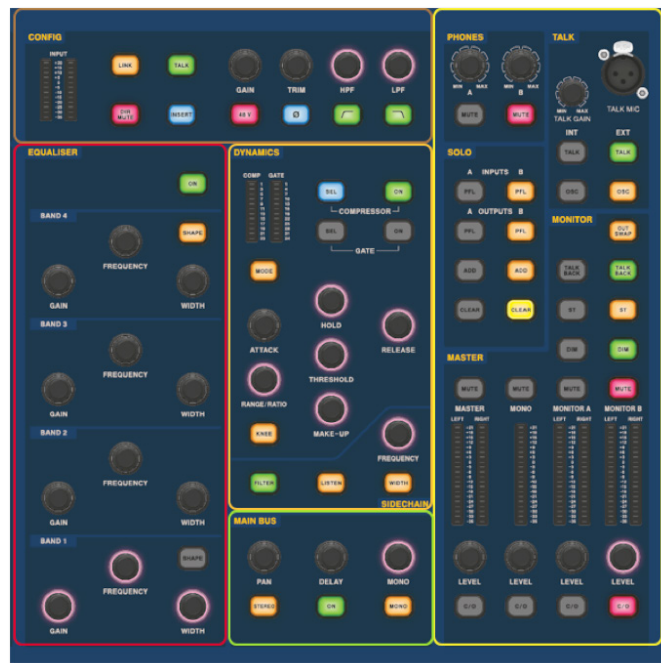 CONFIG
INPUT
LINK
TALK
GAIN
TRIM
HPF
LPF
CHN MUTE
INSERT
48 V
Ø
EQUALISER
ON
BAND 4
SHAPE
FREQUENCY
GAIN
WIDTH
BAND 3
FREQUENCY
GAIN
WIDTH
BAND 2
FREQUENCY
GAIN
WIDTH
BAND 1
SHAPE
FREQUENCY
GAIN
WIDTH
DYNAMICS
COMP GATE
SEL
ON
COMPRESSOR
SEL
ON
GATE
MODE
HOLD
ATTACK
RELEASE
THRESHOLD
RANGE/RATIO
MAKE-UP
KNEE
FREQUENCY
FILTER
LISTEN
WIDTH
SIDECHAIN
MAIN BUS
PAN
DELAY
MONO
STEREO
ON
MONO
PHONES
MIN MAX
MIN MAX
A
B
MUTE
MUTE
TALK
MIN MAX
TALK GAIN
TALK MIC
INT
EXT
TALK
TALK
OSC
OSC
SOLO
A INPUTS B
PFL
PFL
A OUTPUTS B
PFL
PFL
ADD
ADD
CLEAR
CLEAR
MONITOR
OUT SWAP
TALK BACK
TALK BACK
ST
ST
DIM
DIM
MASTER
MUTE
MUTE
MUTE
MUTE
MASTER
MONO
MONITOR A
MONITOR B
LEFT RIGHT
LEFT RIGHT
LEFT RIGHT
LEVEL
LEVEL
LEVEL
LEVEL
C/O
C/O
C/O
C/O